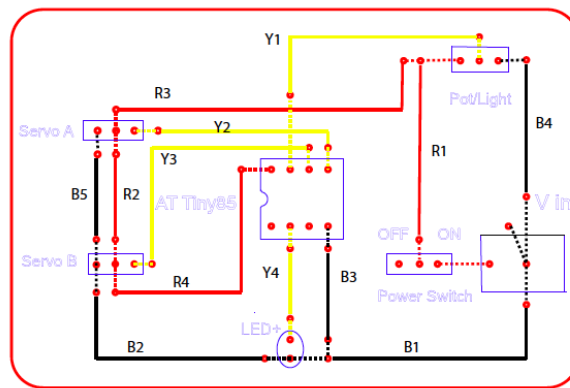 Y1
R3
Pot/Light
Servo A
Y2
B4
Y3
R1
B5
R2
AT Tiny85
V in
OFF ON
Servo B
B3
R4
Y4
Power Switch
LED+
B2
B1